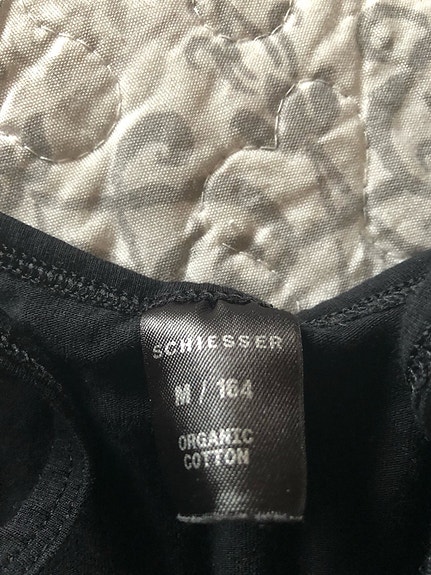 SCHIESSER
M / 164
ORGANIC
COTTON